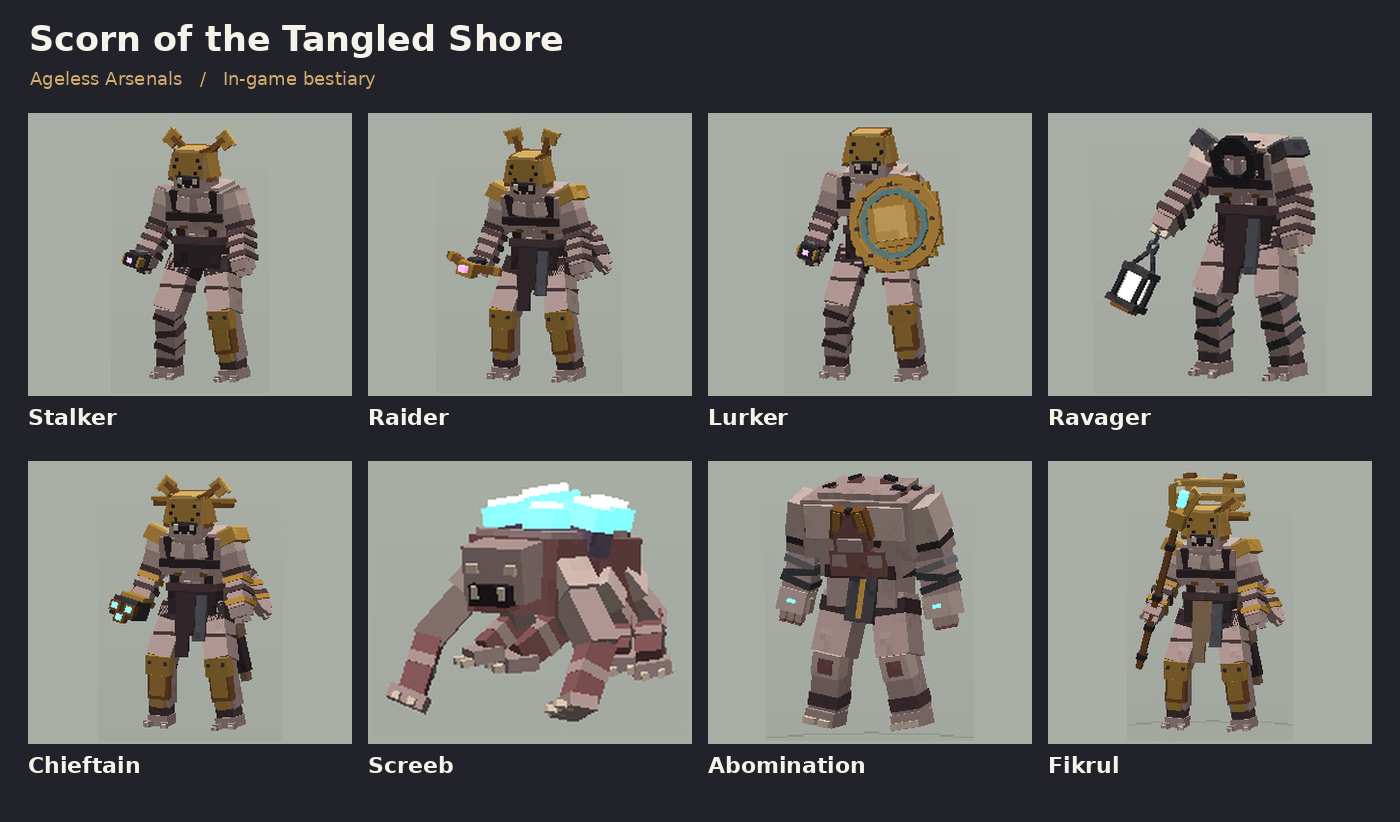 Scorn of the Tangled Shore
Ageless Arsenals / In-game bestiary
Stalker
Raider
Lurker
Ravager
Chieftain
Screeb
Abomination
Fikrul